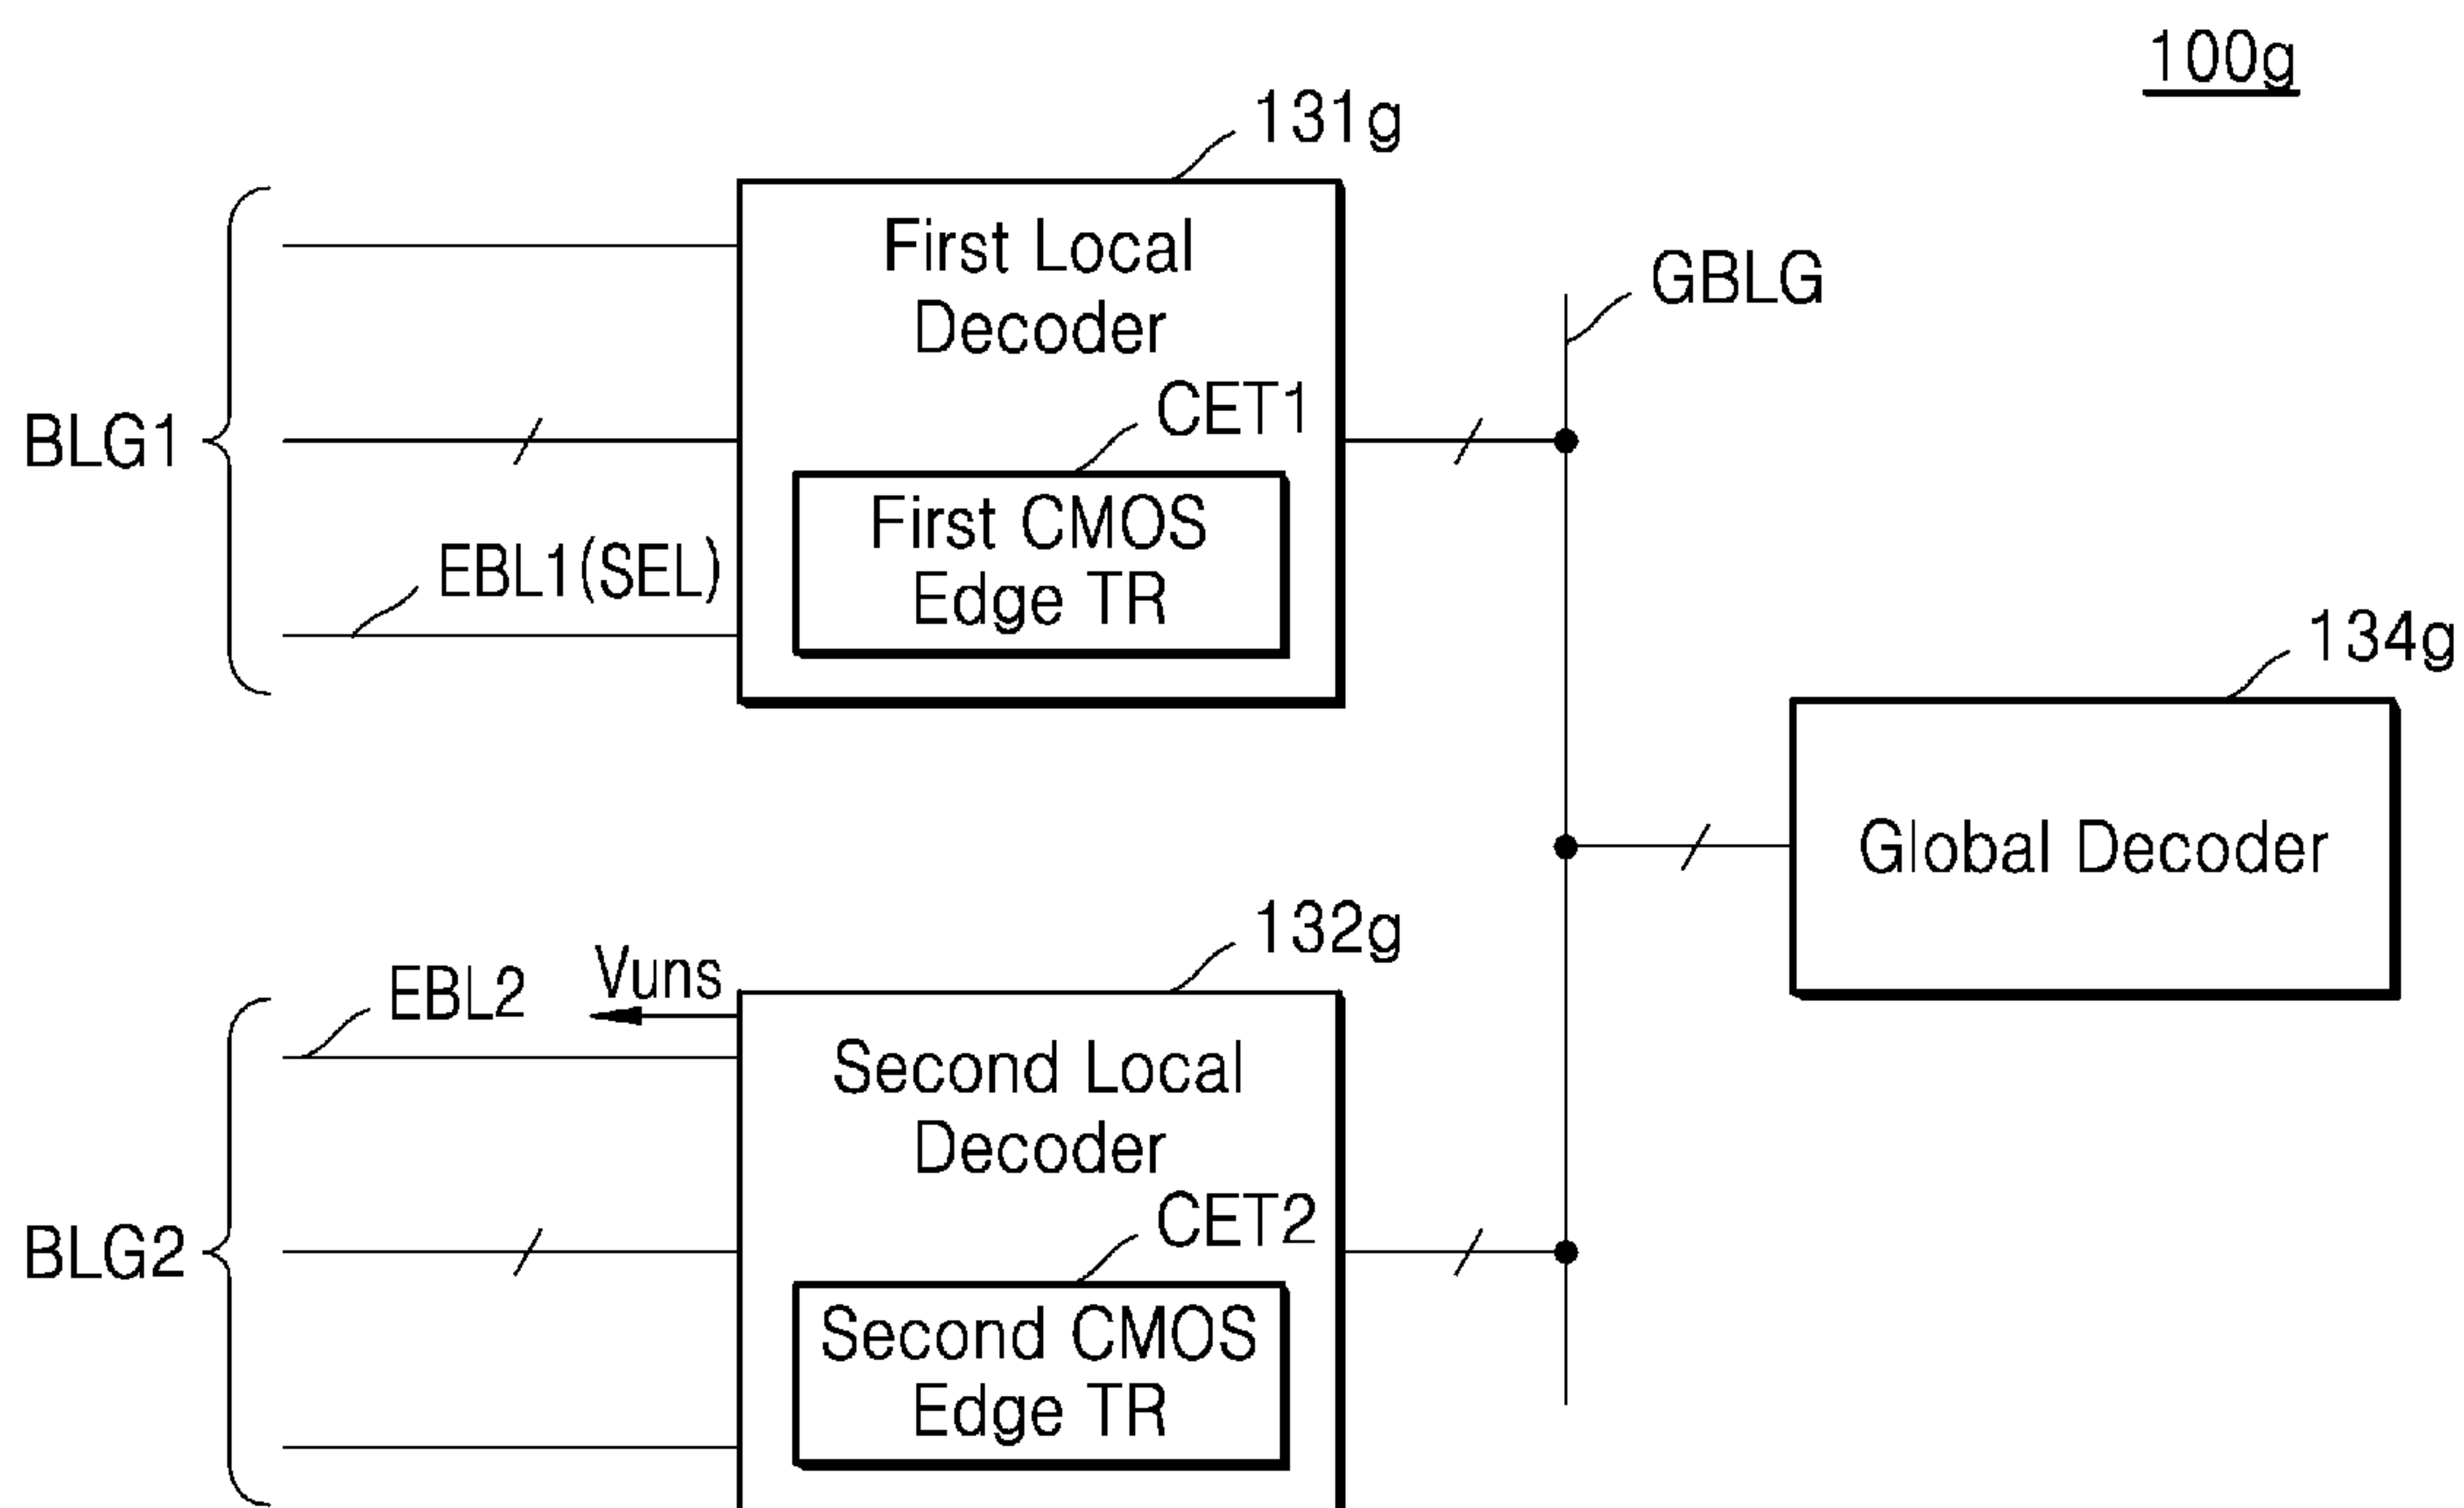 100g
131g
First Local
Decoder
GBLG
CET1
BLG1
First CMOS
Edge TR
EBL1(SEL)
134g
Global Decoder
132g
EBL2
Vuns
Second Local
Decoder
CET2
BLG2
Second CMOS
Edge TR